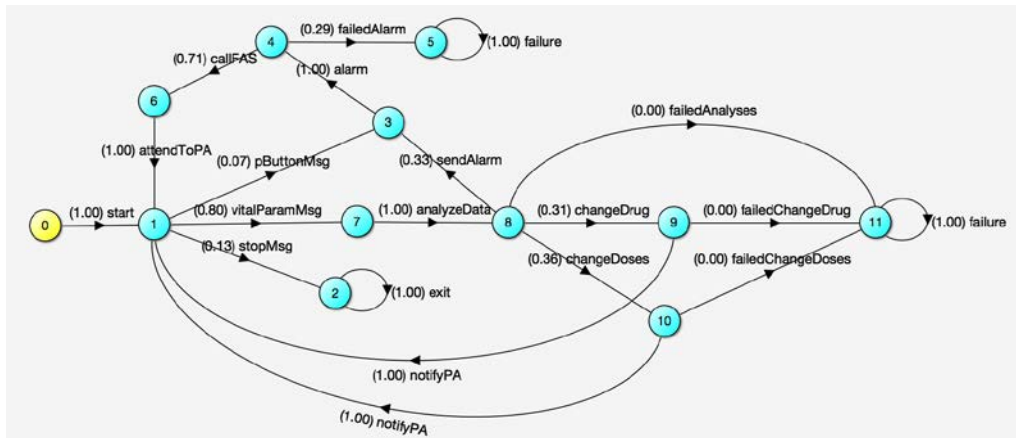 (0.29) failedAlarm
4
5
(1.00) failure
(0.71) callFAS
(1.00) alarm
6
3
(0.00) failedAnalyses
(1.00) attendToPA
(0.07) pButtonMsg
(0.33) sendAlarm
(1.00) start
(0.80) vitalParamMsg
(1.00) analyzeData
(0.31) changeDrug
(0.00) failedChangeDrug
0
1
7
8
9
11
(1.00) failure
(0.13) stopMsg
(0.36) changeDoses
(0.00) failedChangeDoses
2
(1.00) exit
10
(1.00) notifyPA
(1.00) notifyPA